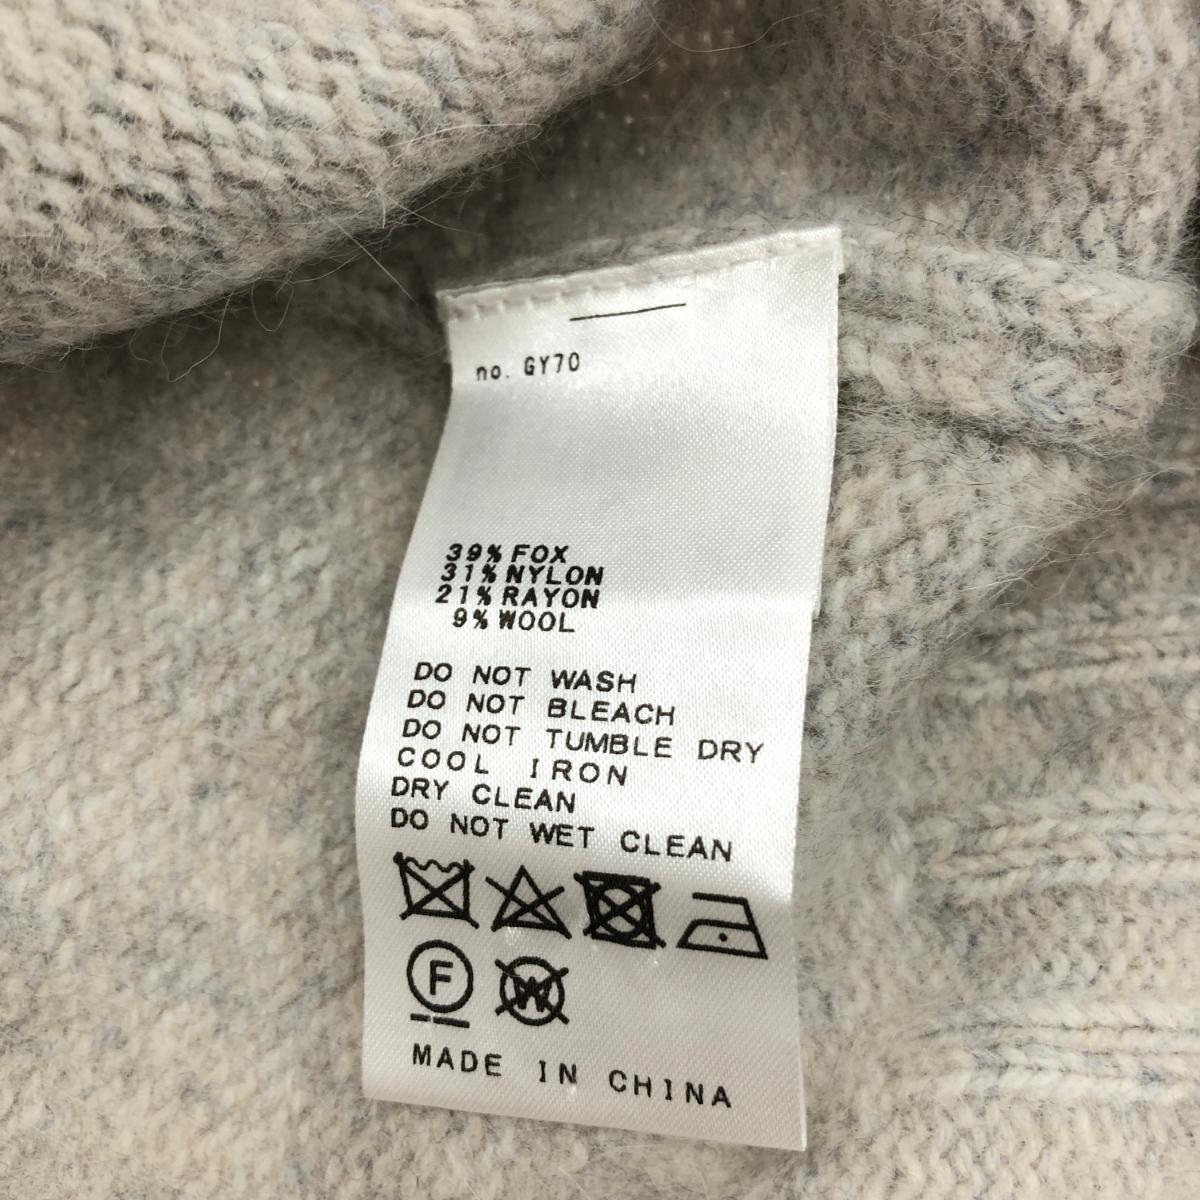 no. GY70
39% FOX
31% NYLON
21% RAYON
9% WOOL
DO NOT WASH
DO NOT BLEACH
DO NOT TUMBLE DRY
COOL IRON
DRY CLEAN
DO NOT WET CLEAN
F W
MADE IN CHINA